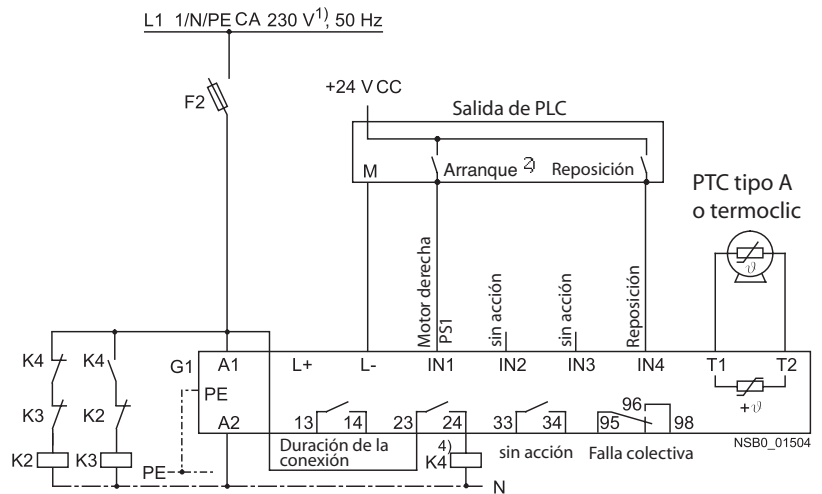 L1 1/N/PE CA 230 V1), 50 Hz
F2
+24 V CC
Salida de PLC
M
Arranque 2)
Reposición
PTC tipo A
o termoclic
ϑ
Motor derecha
PS1
sin acción
sin acción
Reposición
K4
K4
G1
A1
L+
L-
IN1
IN2
IN3
IN4
T1
T2
PE
+ϑ
K3
K2
A2
13
14
23
24
33
34
95
96
98
NSB0_01504
Duración de la
conexión
4)
K4
sin acción
Falla colectiva
K2
K3
PE
N